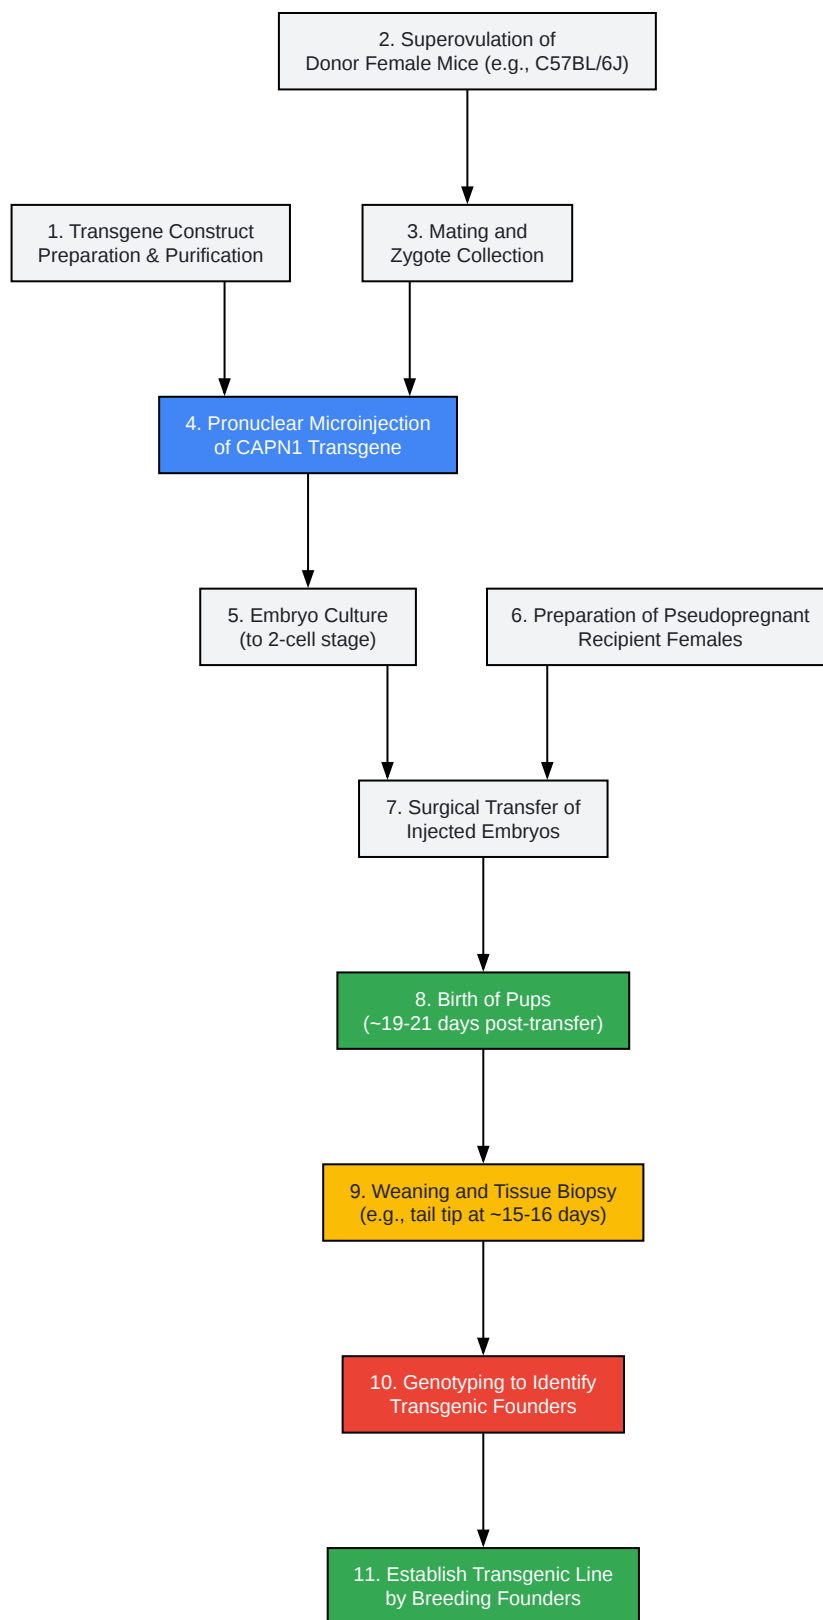 2. Superovulation of
Donor Female Mice (e.g., C57BL/6J)
1. Transgene Construct
Preparation & Purification
3. Mating and
Zygote Collection
4. Pronuclear Microinjection
of CAPN1 Transgene
5. Embryo Culture
(to 2-cell stage)
6. Preparation of Pseudopregnant
Recipient Females
7. Surgical Transfer of
Injected Embryos
8. Birth of Pups
(~19-21 days post-transfer)
9. Weaning and Tissue Biopsy
(e.g., tail tip at ~15-16 days)
10. Genotyping to Identify
Transgenic Founders
11. Establish Transgenic Line
by Breeding Founders